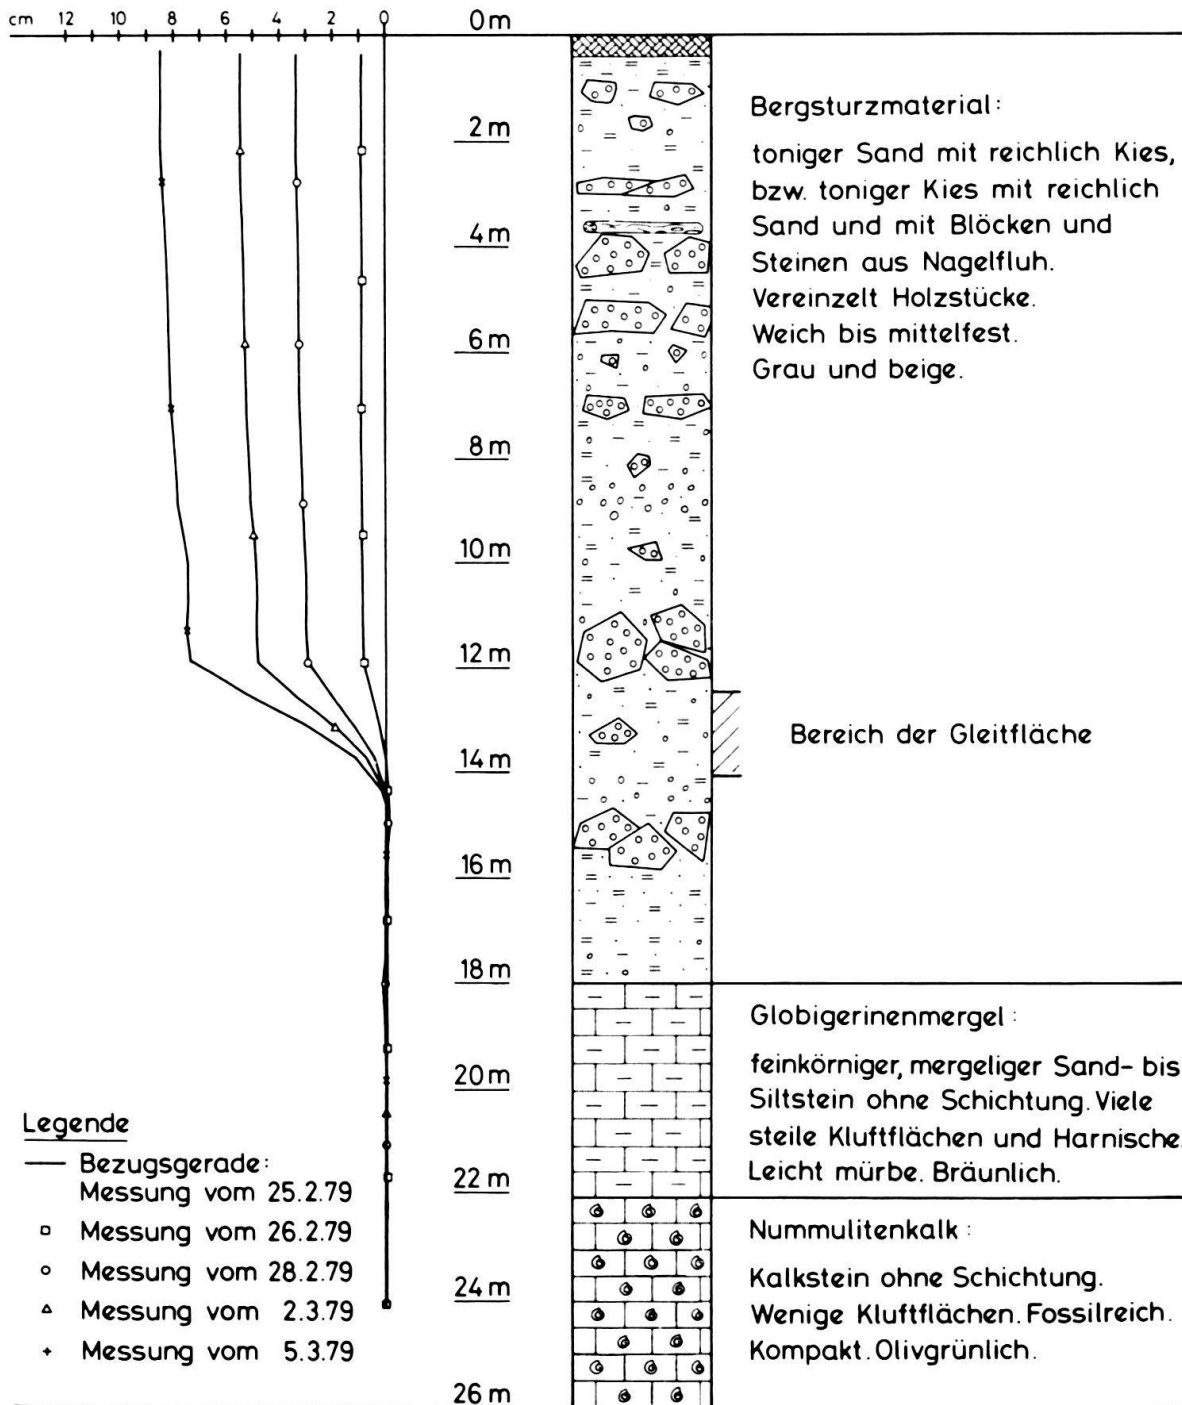 cm 12 10 8 6 4 2 0
0m
2m
4m
6m
8m
10m
12m
14m
16m
18m
20m
22m
24m
26m
Bergsturzmaterial:
toniger Sand mit reichlich Kies,
bzw. toniger Kies mit reichlich
Sand und mit Blöcken und
Steinen aus Nagelfluh.
Vereinzelt Holzstücke.
Weich bis mittelfest.
Grau und beige.
Bereich der Gleitfläche
Globigerinenmergel:
feinkörniger, mergeliger Sand- bis
Siltstein ohne Schichtung. Viele
steile Kluftflächen und Harnische.
Leicht mürbe. Bräunlich.
Nummulitenkalk:
Kalkstein ohne Schichtung.
Wenige Kluftflächen. Fossilreich.
Kompakt. Olivgrünlich.
Legende
Bezugsgerade:
Messung vom 25.2.79
Messung vom 26.2.79
Messung vom 28.2.79
Messung vom 2.3.79
Messung vom 5.3.79